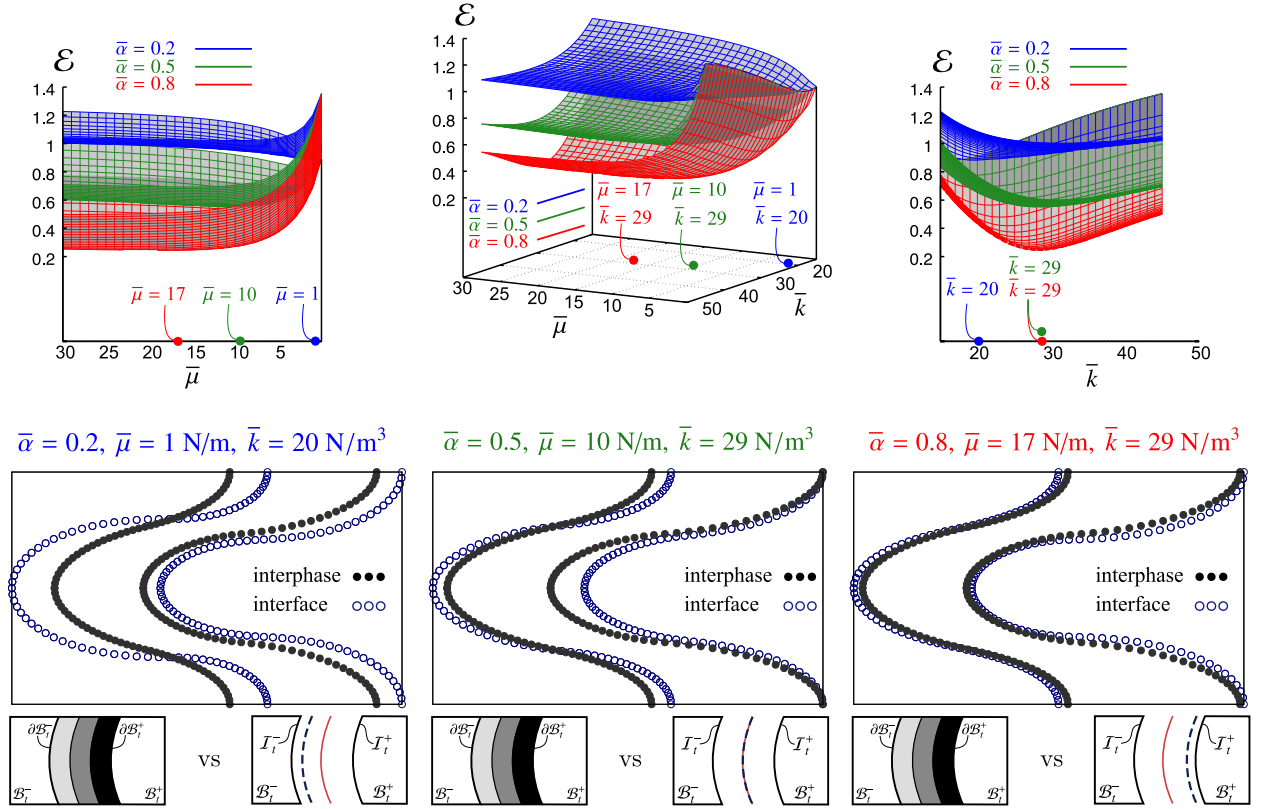 ℰ
ᾱ = 0.2
ᾱ = 0.5
ᾱ = 0.8
1.4
1.2
1
0.8
0.6
0.4
0.2
μ̄ = 17
μ̄ = 10
μ̄ = 1
30 25 20 15 10 5
μ̄
ℰ
1.4
1.2
1
0.8
0.6
0.4
0.2
μ̄ = 17 μ̄ = 10 μ̄ = 1
k̄ = 29 k̄ = 29 k̄ = 20
ᾱ = 0.2
ᾱ = 0.5
ᾱ = 0.8
30 25 20 15 10 5
μ̄
50 40 30 20
k̄
ℰ
ᾱ = 0.2
ᾱ = 0.5
ᾱ = 0.8
1.4
1.2
1
0.8
0.6
0.4
0.2
k̄ = 29
k̄ = 20 k̄ = 29
20 30 40 50
k̄
ᾱ = 0.2, μ̄ = 1 N/m, k̄ = 20 N/m³
ᾱ = 0.5, μ̄ = 10 N/m, k̄ = 29 N/m³
ᾱ = 0.8, μ̄ = 17 N/m, k̄ = 29 N/m³
interphase
interface
interphase
interface
interphase
interface
∂ℬₜ⁻ ∂ℬₜ⁺
ℬₜ⁻ ℬₜ⁺
vs
ℐₜ⁻ ℐₜ⁺
ℬₜ⁻ ℬₜ⁺
∂ℬₜ⁻ ∂ℬₜ⁺
ℬₜ⁻ ℬₜ⁺
vs
ℐₜ⁻ ℐₜ⁺
ℬₜ⁻ ℬₜ⁺
∂ℬₜ⁻ ∂ℬₜ⁺
ℬₜ⁻ ℬₜ⁺
vs
ℐₜ⁻ ℐₜ⁺
ℬₜ⁻ ℬₜ⁺